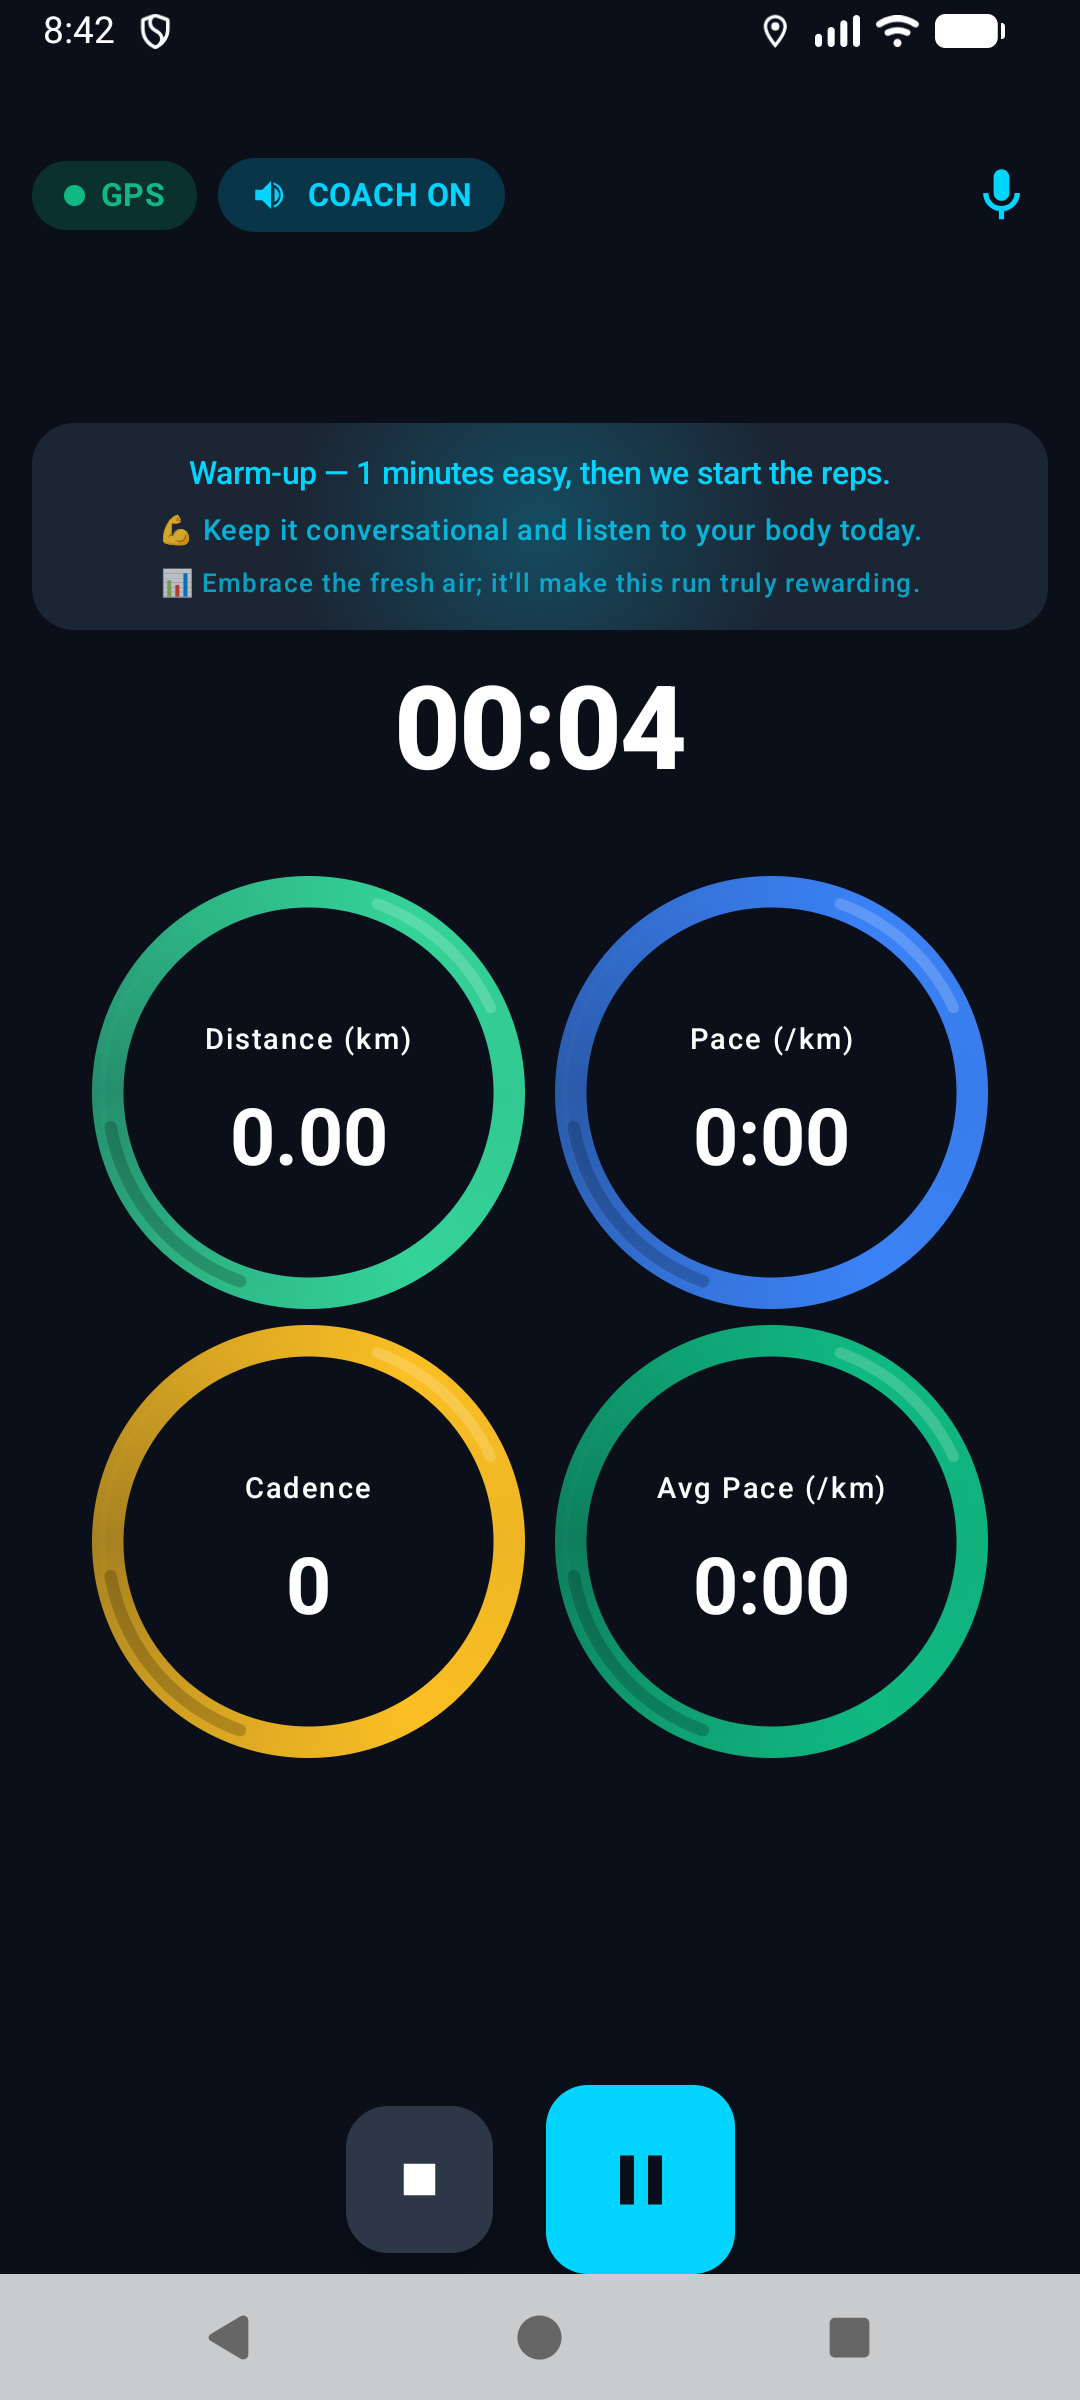 8:42
GPS
COACH ON
Warm-up — 1 minutes easy, then we start the reps.
💪 Keep it conversational and listen to your body today.
📊 Embrace the fresh air; it'll make this run truly rewarding.
00:04
Distance (km)
0.00
Pace (/km)
0:00
Cadence
0
Avg Pace (/km)
0:00